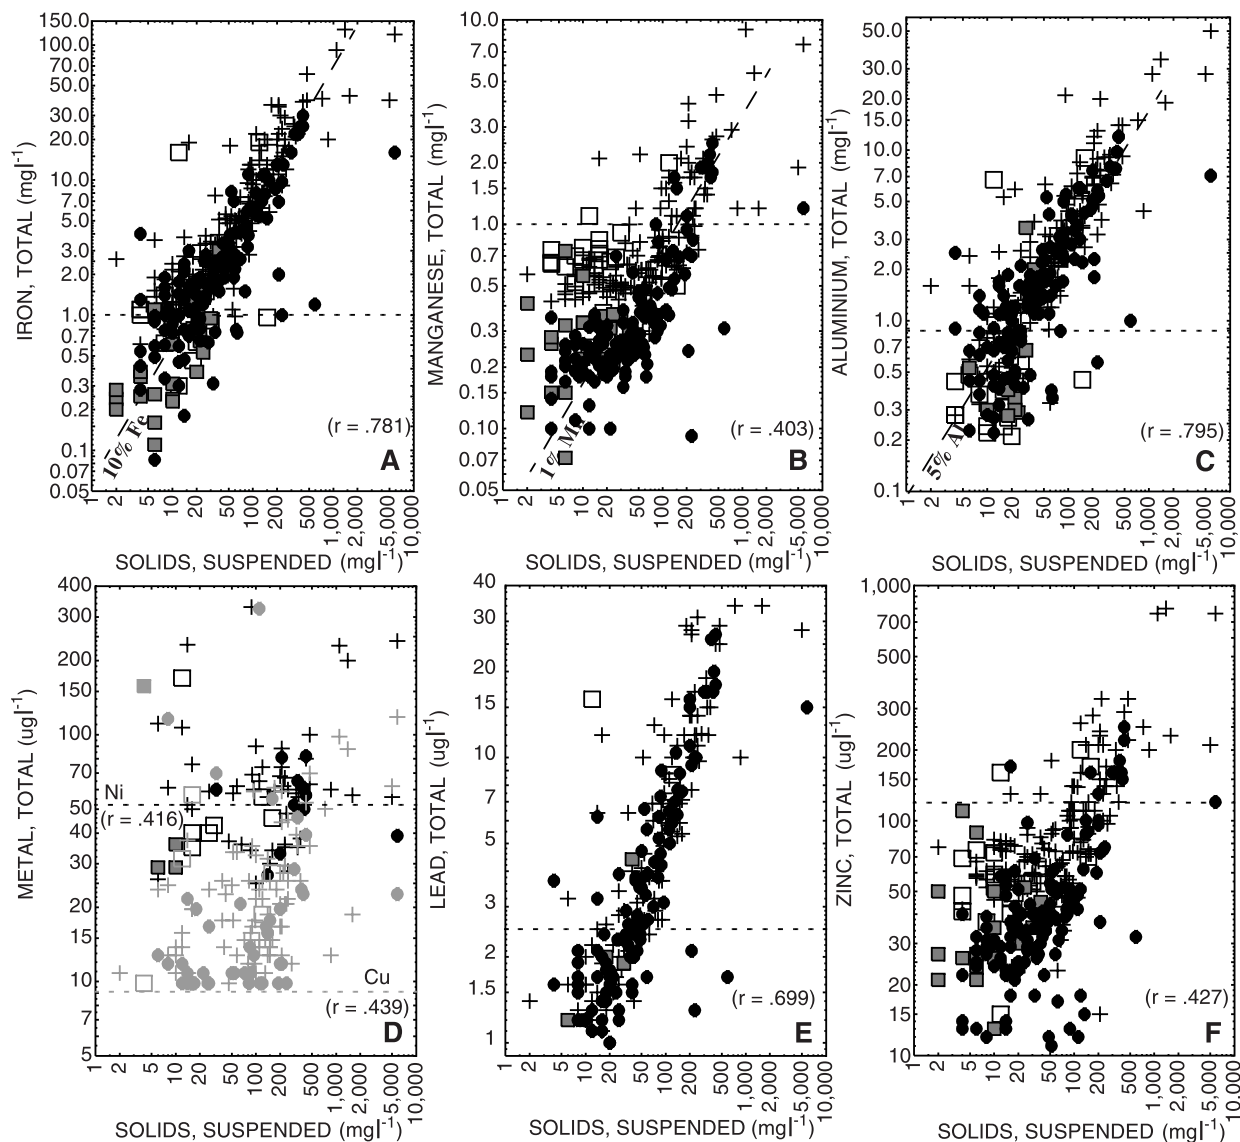 IRON, TOTAL (mgl⁻¹)
150.0
100.0
70.0
50.0
30.0
20.0
10.0
7.0
5.0
3.0
2.0
1.0
0.7
0.5
0.3
0.2
0.1
0.07
0.05
10% Fe
(r = .781)
A
1 2 5 10 20 50 100 200 500 1,000 2,000 5,000 10,000
SOLIDS, SUSPENDED (mgl⁻¹)
MANGANESE, TOTAL (mgl⁻¹)
10.0
7.0
5.0
3.0
2.0
1.5
1.0
0.7
0.5
0.3
0.2
0.15
0.1
0.07
0.05
(r = .403)
B
1 2 5 10 20 50 100 200 500 1,000 2,000 5,000 10,000
SOLIDS, SUSPENDED (mgl⁻¹)
ALUMINIUM, TOTAL (mgl⁻¹)
50.0
30.0
20.0
10.0
7.0
5.0
3.0
2.0
1.0
0.7
0.5
0.3
0.2
0.1
5% Al
(r = .795)
C
1 2 5 10 20 50 100 200 500 1,000 2,000 5,000 10,000
SOLIDS, SUSPENDED (mgl⁻¹)
METAL, TOTAL (ugl⁻¹)
400
300
200
150
100
70
50
40
30
20
15
10
7
5
Ni
(r = .416)
Cu
(r = .439)
D
1 2 5 10 20 50 100 200 500 1,000 2,000 5,000 10,000
SOLIDS, SUSPENDED (mgl⁻¹)
LEAD, TOTAL (ugl⁻¹)
40
30
20
15
10
7
5
4
3
2
1.5
1
(r = .699)
E
1 2 5 10 20 50 100 200 500 1,000 2,000 5,000 10,000
SOLIDS, SUSPENDED (mgl⁻¹)
ZINC, TOTAL (ugl⁻¹)
1,000
700
500
300
200
150
100
70
50
30
20
15
10
(r = .427)
F
1 2 5 10 20 50 100 200 500 1,000 2,000 5,000 10,000
SOLIDS, SUSPENDED (mgl⁻¹)